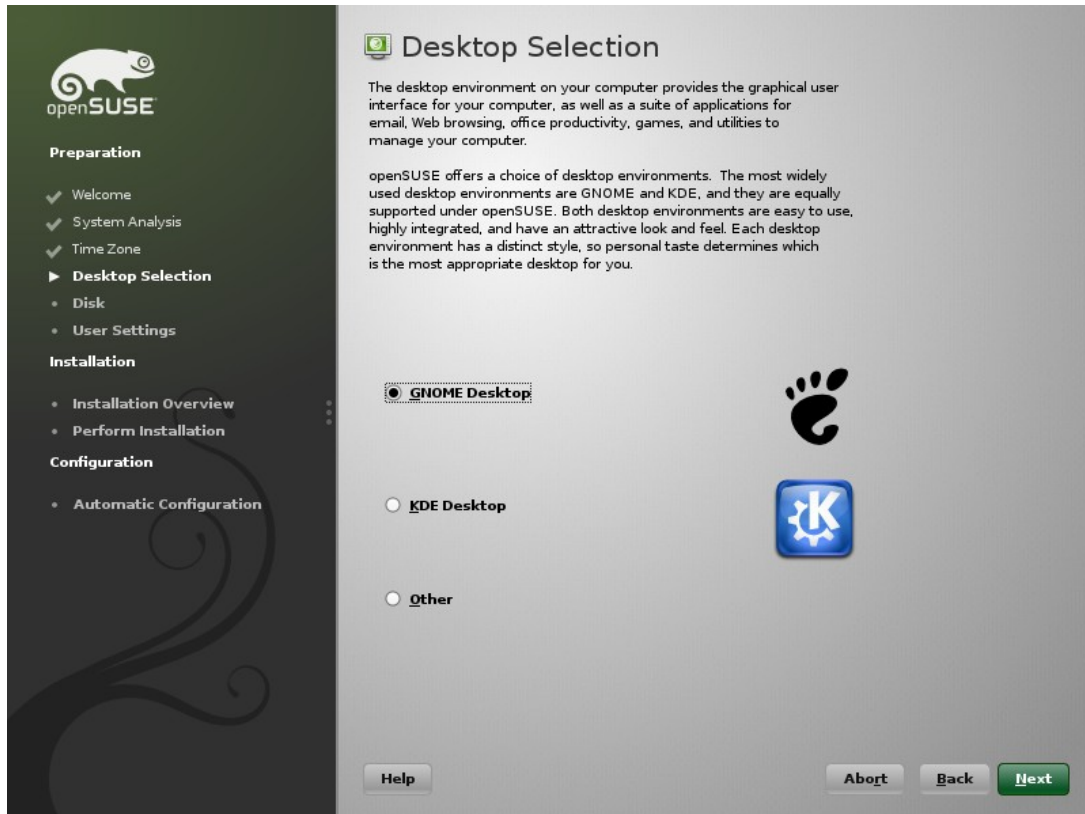 openSUSE
Preparation
Welcome
System Analysis
Time Zone
Desktop Selection
Disk
User Settings
Installation
Installation Overview
Perform Installation
Configuration
Automatic Configuration
Desktop Selection
The desktop environment on your computer provides the graphical user
interface for your computer, as well as a suite of applications for
email, Web browsing, office productivity, games, and utilities to
manage your computer.
openSUSE offers a choice of desktop environments. The most widely
used desktop environments are GNOME and KDE, and they are equally
supported under openSUSE. Both desktop environments are easy to use,
highly integrated, and have an attractive look and feel. Each desktop
environment has a distinct style, so personal taste determines which
is the most appropriate desktop for you.
GNOME Desktop
KDE Desktop
K
Other
Help
Abort
Back
Next